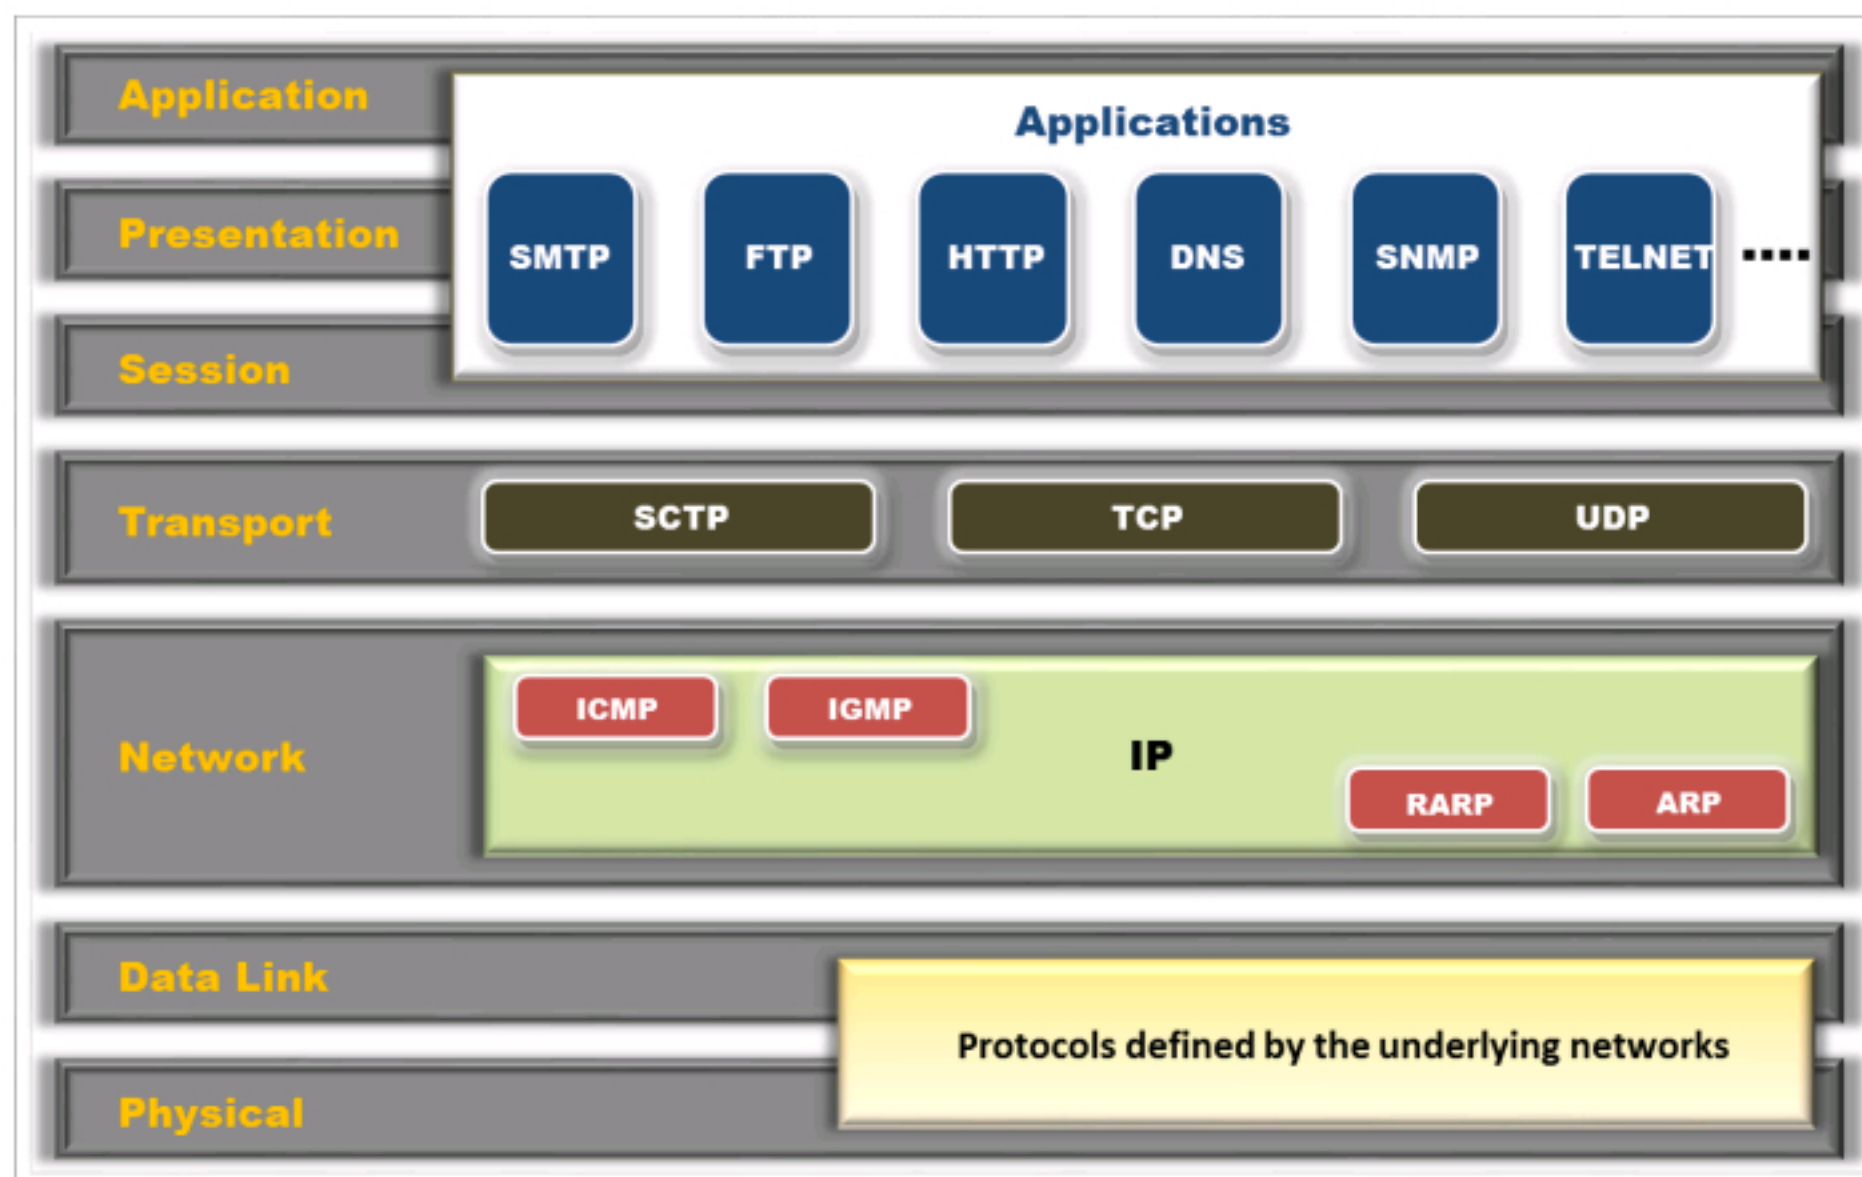 Application
Applications
Presentation
SMTP FTP HTTP DNS SNMP TELNET ....
Session
Transport
SCTP TCP UDP
Network
ICMP IGMP
IP
RARP ARP
Data Link
Protocols defined by the underlying networks
Physical